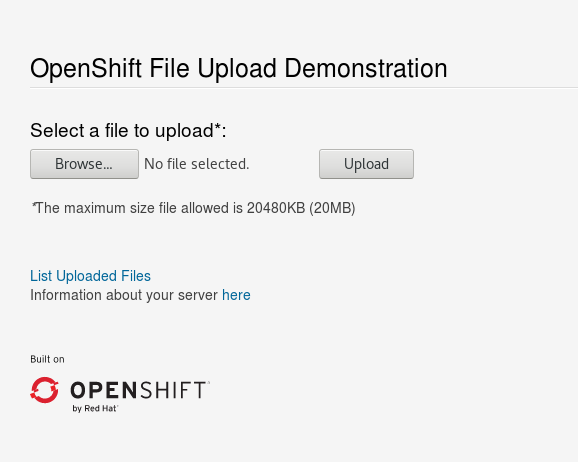 OpenShift File Upload Demonstration
Select a file to upload*:
Browse... No file selected. Upload
*The maximum size file allowed is 20480KB (20MB)
List Uploaded Files
Information about your server here
Built on
OPENSHIFT
by Red Hat